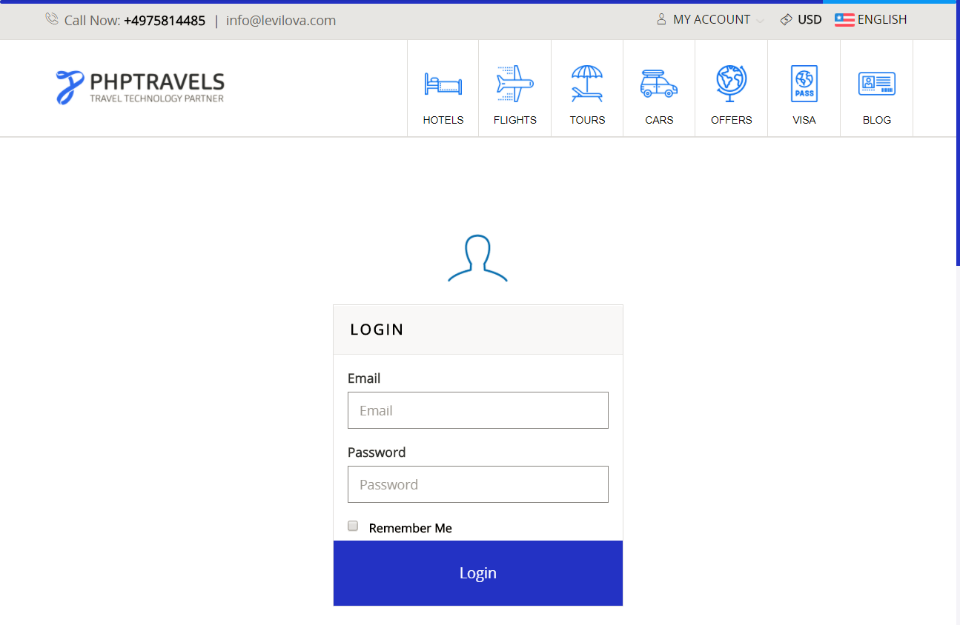 Call Now: +4975814485 | info@levilova.com MY ACCOUNT USD ENGLISH
PHPTRAVELS
TRAVEL TECHNOLOGY PARTNER
PASS
HOTELS FLIGHTS TOURS CARS OFFERS VISA BLOG
LOGIN
Email
Email
Password
Password
Remember Me
Login